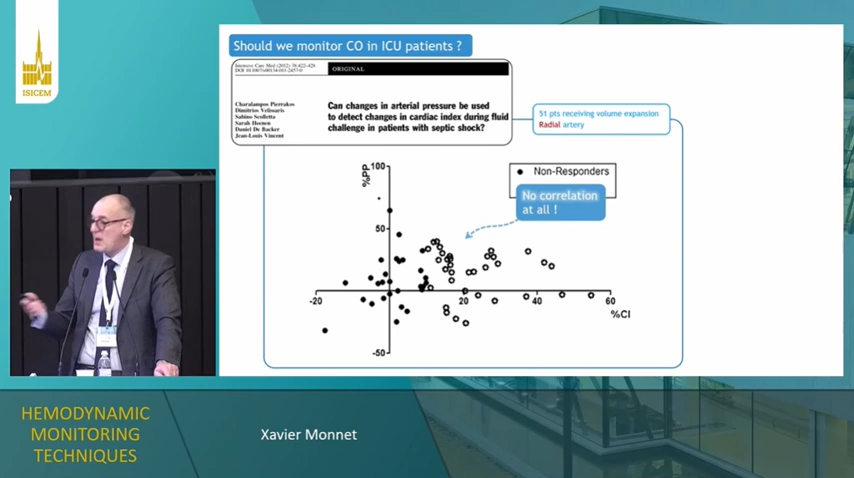 ISICEM
Should we monitor CO in ICU patients ?
Intensive Care Med (2012) 38:422–428
ORIGINAL
Charalampos Pierrakos
Dimitrios Velissaris
Sabino Scolletta
Sarah Heenen
Daniel De Backer
Jean-Louis Vincent
Can changes in arterial pressure be used
to detect changes in cardiac index during fluid
challenge in patients with septic shock?
51 pts receiving volume expansion
Radial artery
%PP
100
50
-50
-20
0
20
40
60
%CI
Non-Responders
No correlation
at all !
HEMODYNAMIC
MONITORING
TECHNIQUES
Xavier Monnet